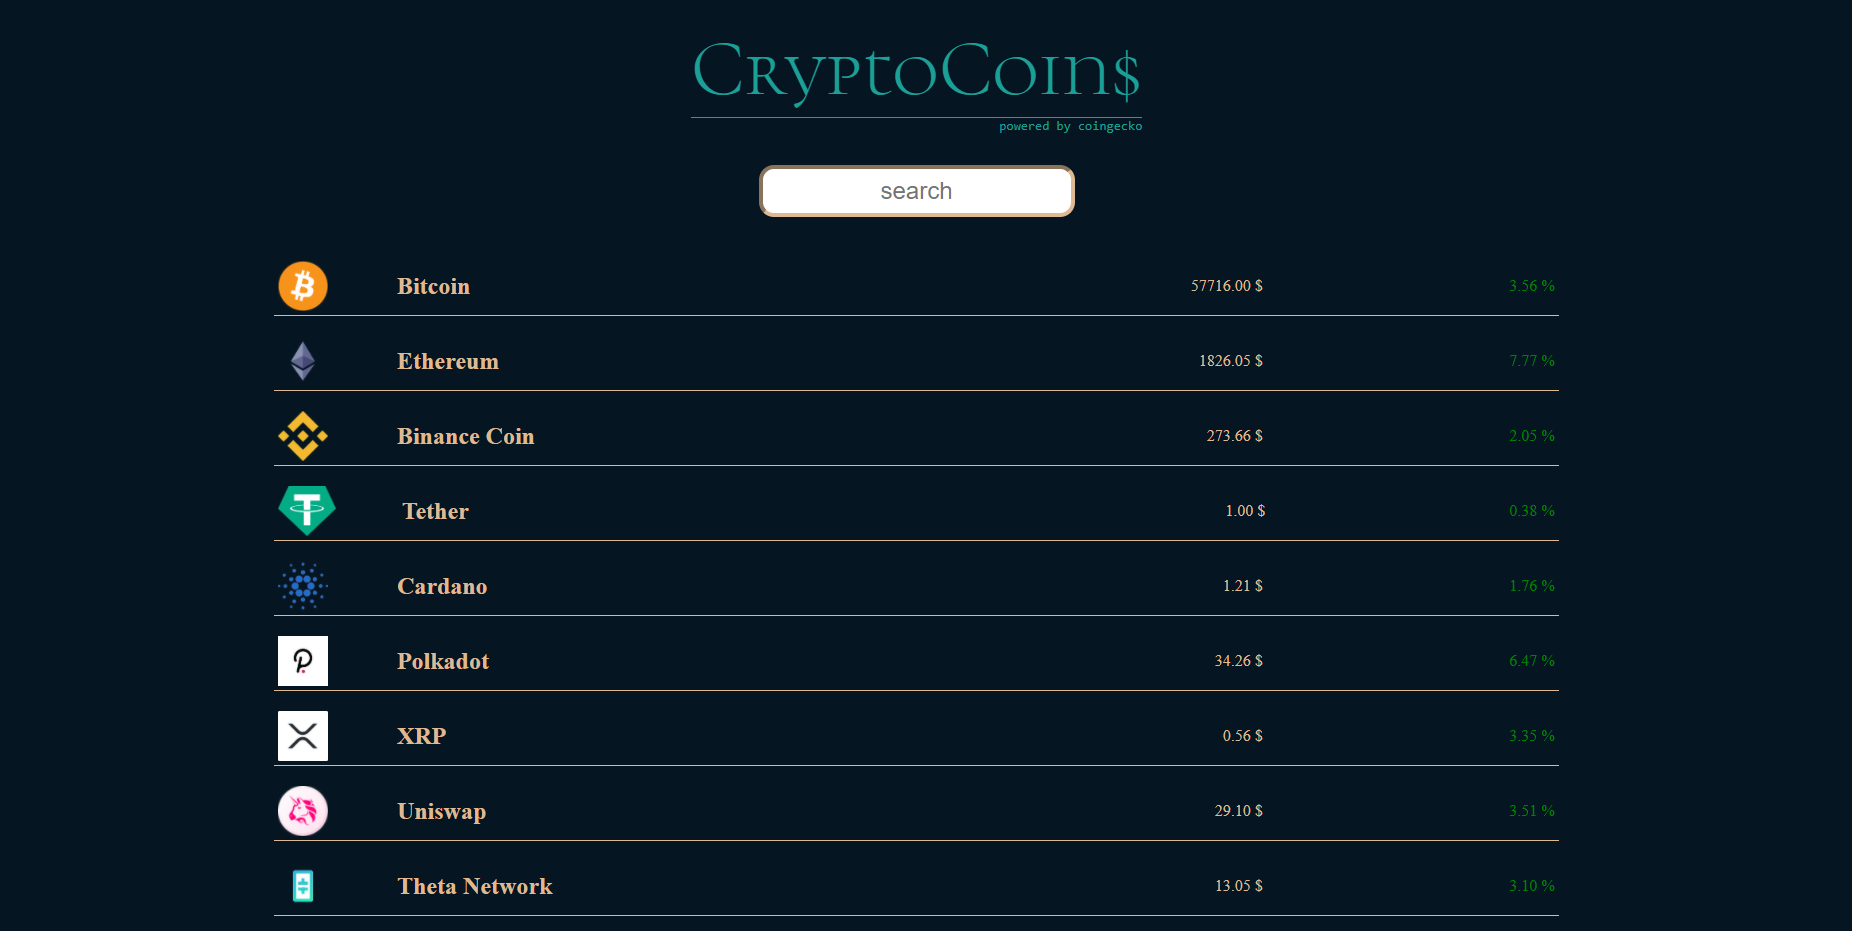 CryptoCoin$
powered by coingecko
search
Bitcoin 57716.00 $ 3.56 %
Ethereum 1826.05 $ 7.77 %
Binance Coin 273.66 $ 2.05 %
Tether 1.00 $ 0.38 %
Cardano 1.21 $ 1.76 %
Polkadot 34.26 $ 6.47 %
XRP 0.56 $ 3.35 %
Uniswap 29.10 $ 3.51 %
Theta Network 13.05 $ 3.10 %